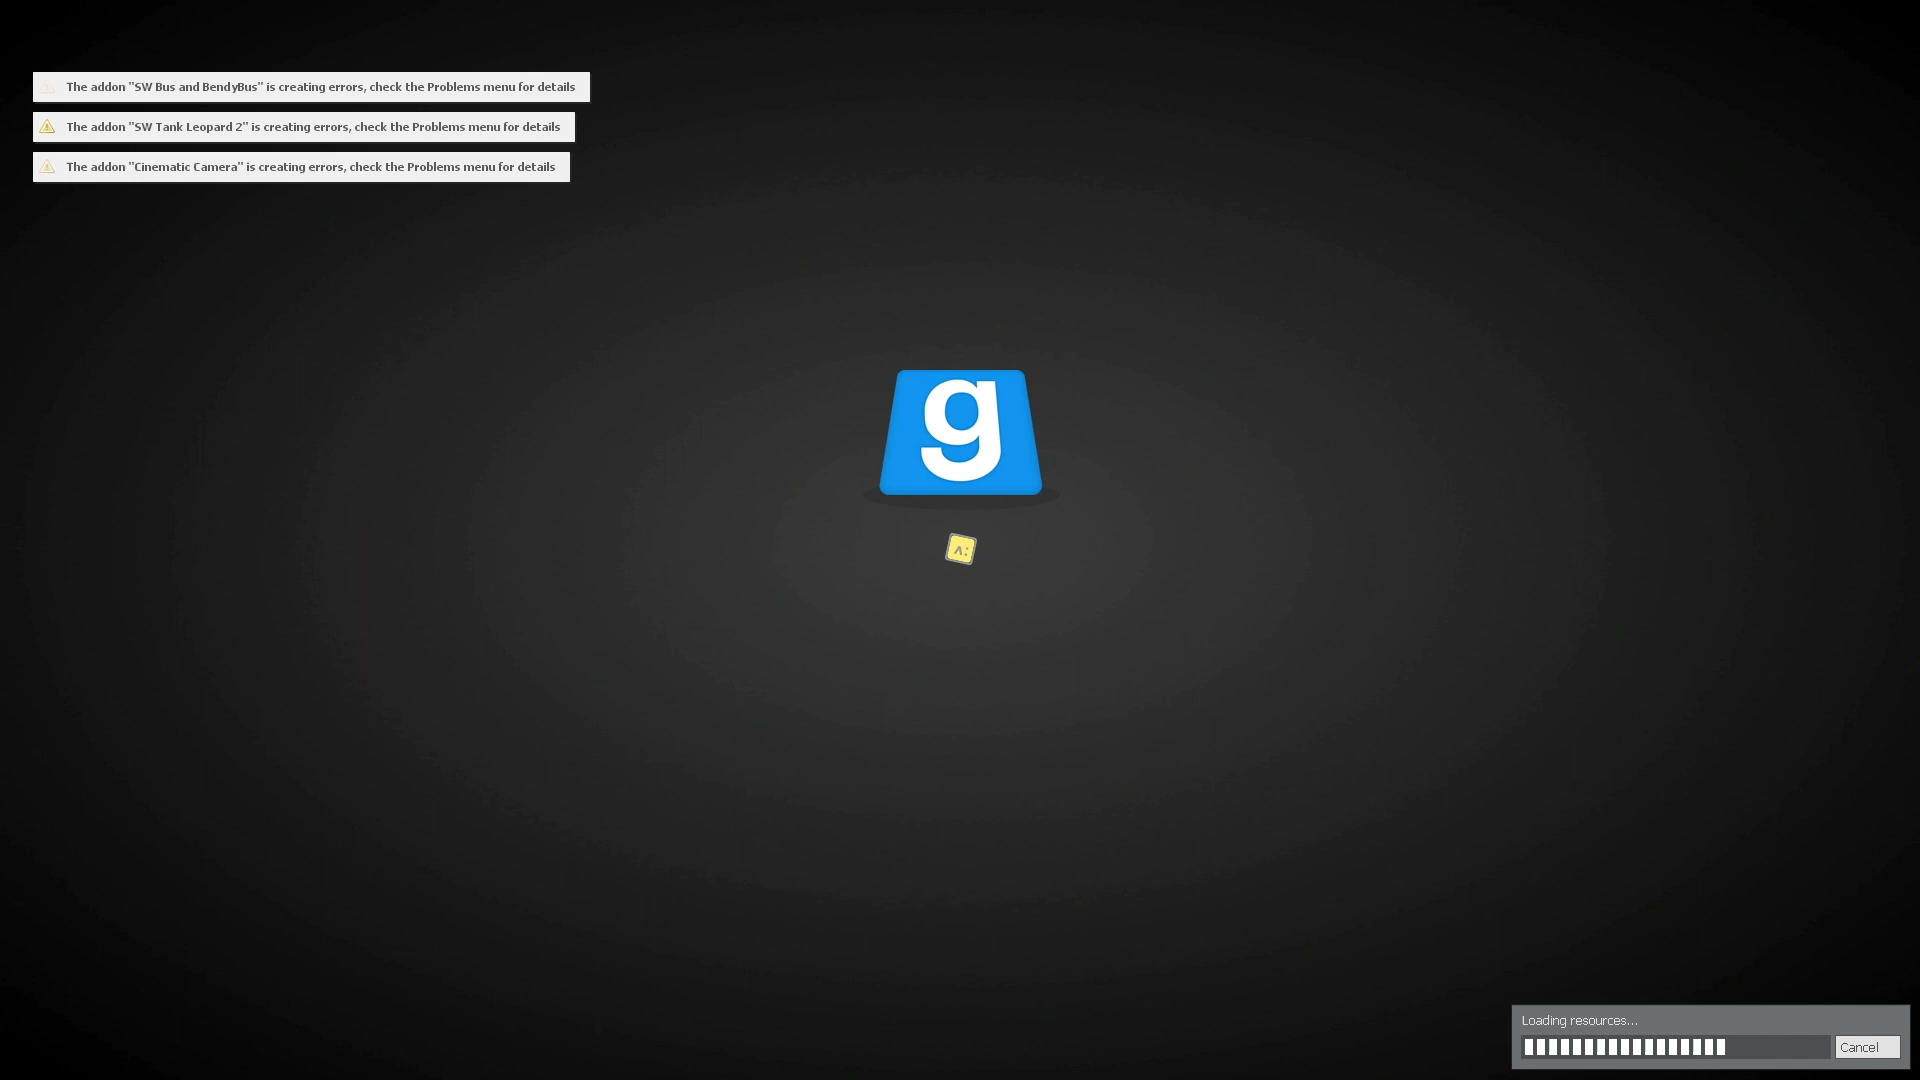 The addon "SW Bus and BendyBus" is creating errors, check the Problems menu for details
The addon "SW Tank Leopard 2" is creating errors, check the Problems menu for details
The addon "Cinematic Camera" is creating errors, check the Problems menu for details
g
Loading resources...
Cancel